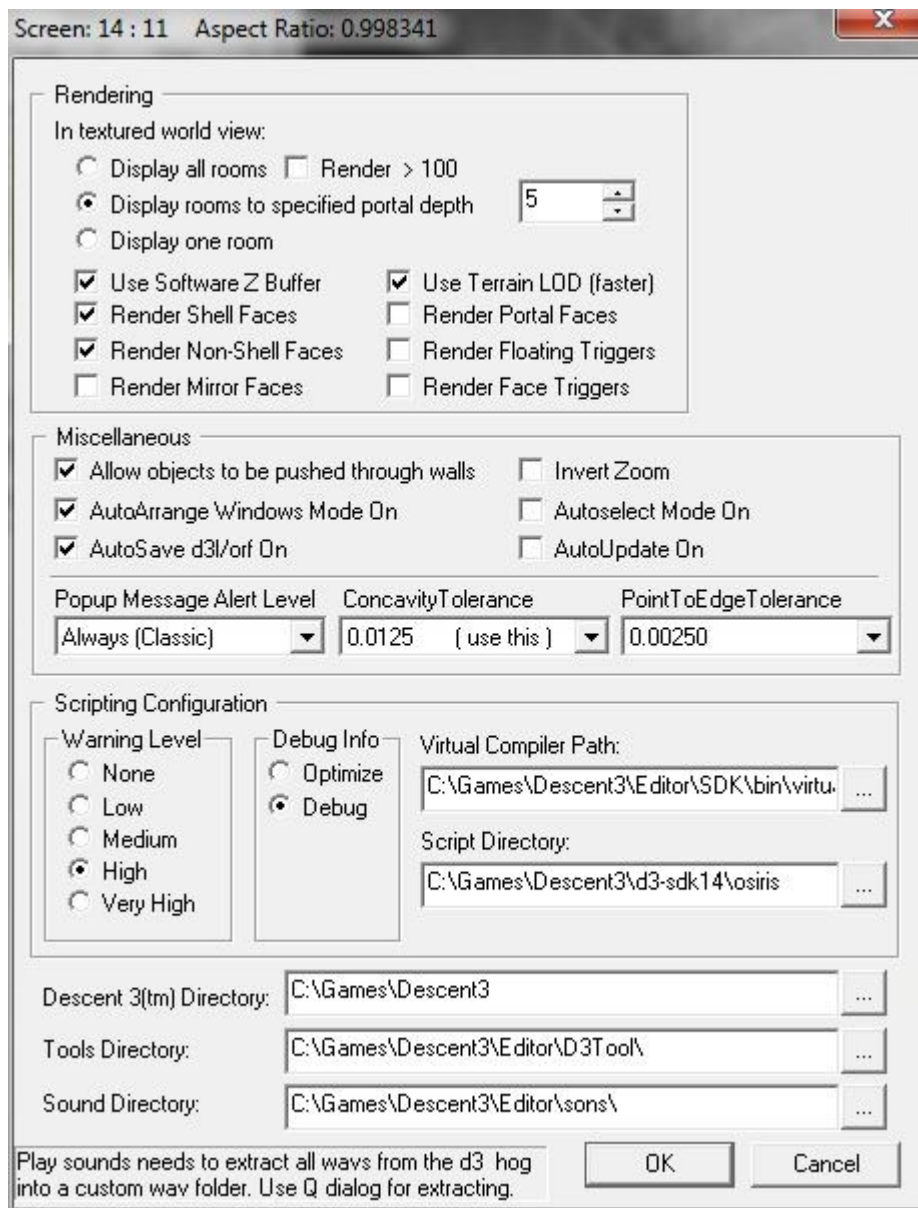 Screen: 14 : 11    Aspect Ratio: 0.998341
Rendering
In textured world view:
Display all rooms    Render > 100
Display rooms to specified portal depth    5
Display one room
Use Software Z Buffer    Use Terrain LOD (faster)
Render Shell Faces    Render Portal Faces
Render Non-Shell Faces    Render Floating Triggers
Render Mirror Faces    Render Face Triggers
Miscellaneous
Allow objects to be pushed through walls    Invert Zoom
AutoArrange Windows Mode On    Autoselect Mode On
AutoSave d3l/orf On    AutoUpdate On
Popup Message Alert Level    ConcavityTolerance    PointToEdgeTolerance
Always (Classic)    0.0125    ( use this )    0.00250
Scripting Configuration
Warning Level    Debug Info    Virtual Compiler Path:
None    Optimize    C:\Games\Descent3\Editor\SDK\bin\virtu    ...
Low    Debug
Medium    Script Directory:
High    C:\Games\Descent3\d3-sdk14\osiris    ...
Very High
Descent 3(tm) Directory:    C:\Games\Descent3    ...
Tools Directory:    C:\Games\Descent3\Editor\D3Tool\    ...
Sound Directory:    C:\Games\Descent3\Editor\sons\    ...
Play sounds needs to extract all wavs from the d3 hog
into a custom wav folder. Use Q dialog for extracting.
OK    Cancel